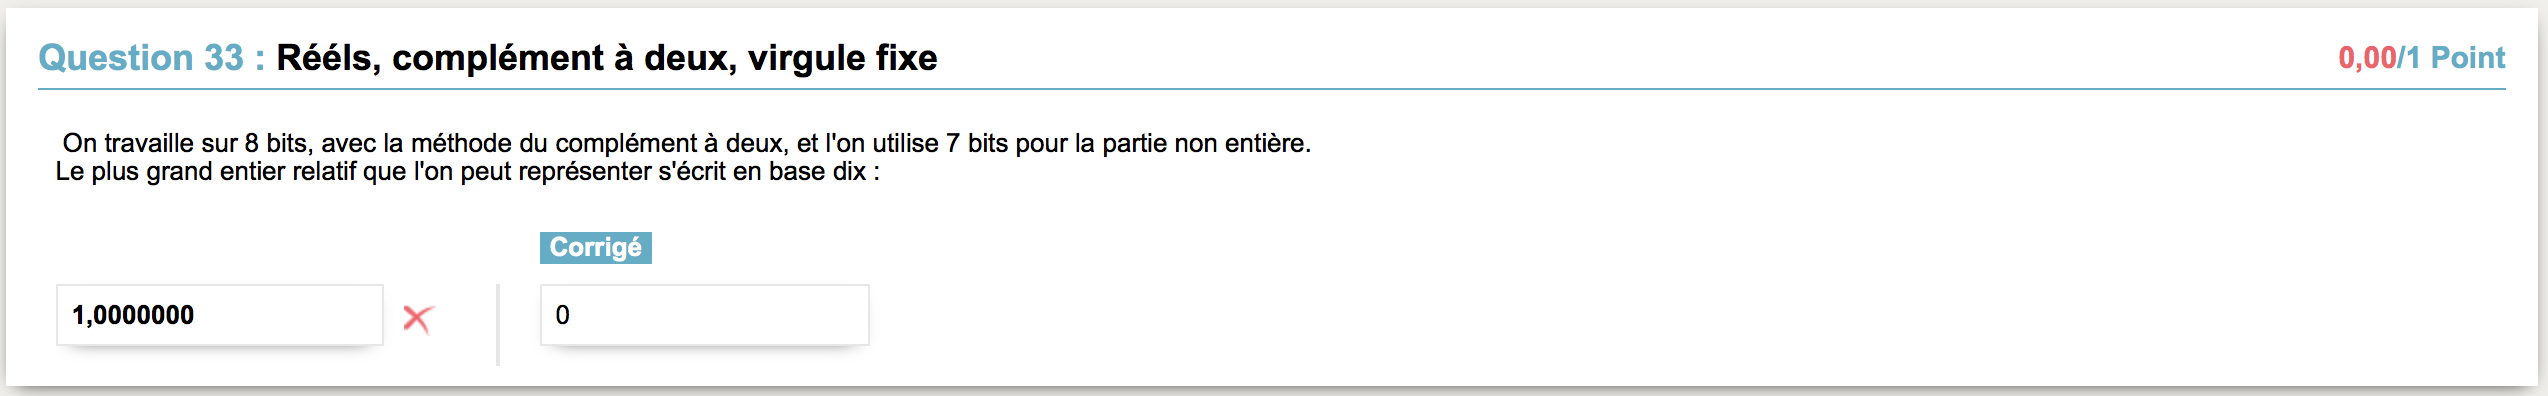 Question 33 : Rééls, complément à deux, virgule fixe
0,00/1 Point
On travaille sur 8 bits, avec la méthode du complément à deux, et l'on utilise 7 bits pour la partie non entière.
Le plus grand entier relatif que l'on peut représenter s'écrit en base dix :
Corrigé
1,0000000
0